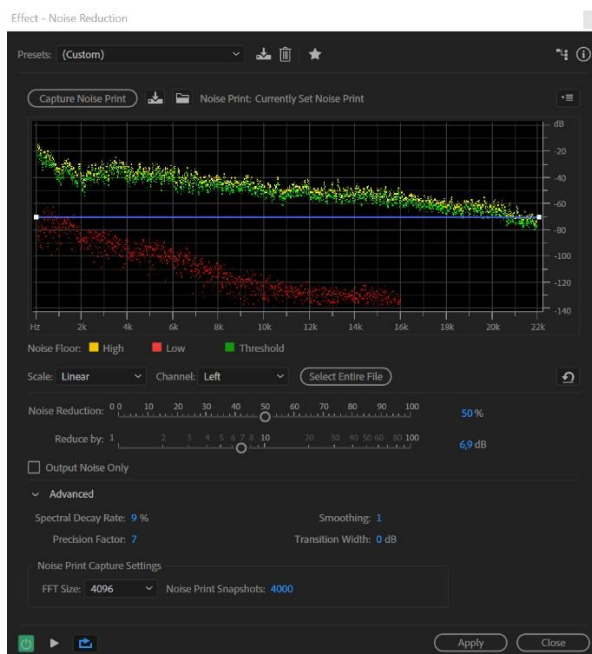 Effect - Noise Reduction
Presets: (Custom)
Capture Noise Print Noise Print: Currently Set Noise Print
dB
-20
-40
-60
-80
-100
-120
-140
Hz 2k 4k 6k 8k 10k 12k 14k 16k 18k 20k 22k
Noise Floor: High Low Threshold
Scale: Linear Channel: Left Select Entire File
Noise Reduction: 0 0 10 20 30 40 50 60 70 80 90 100 50 %
Reduce by: 1 2 3 4 5 6 7 8 10 20 30 40 50 60 80 100 6,9 dB
Output Noise Only
Advanced
Spectral Decay Rate: 9 % Smoothing: 1
Precision Factor: 7 Transition Width: 0 dB
Noise Print Capture Settings
FFT Size: 4096 Noise Print Snapshots: 4000
Apply Close